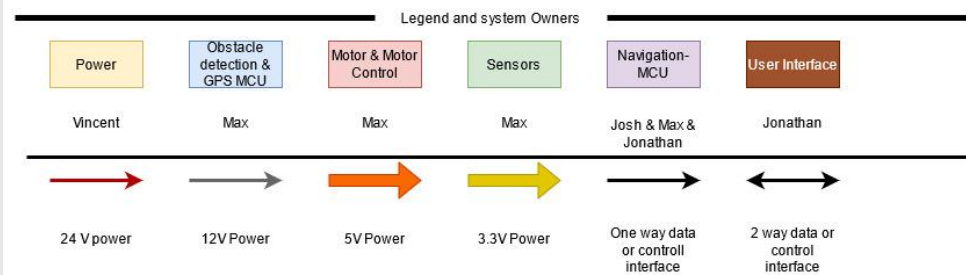 Legend and system Owners
Power
Obstacle
detection &
GPS MCU
Motor & Motor
Control
Sensors
Navigation-
MCU
User Interface
Vincent
Max
Max
Max
Josh & Max &
Jonathan
Jonathan
24 V power
12V Power
5V Power
3.3V Power
One way data
or controll
interface
2 way data or
control
interface